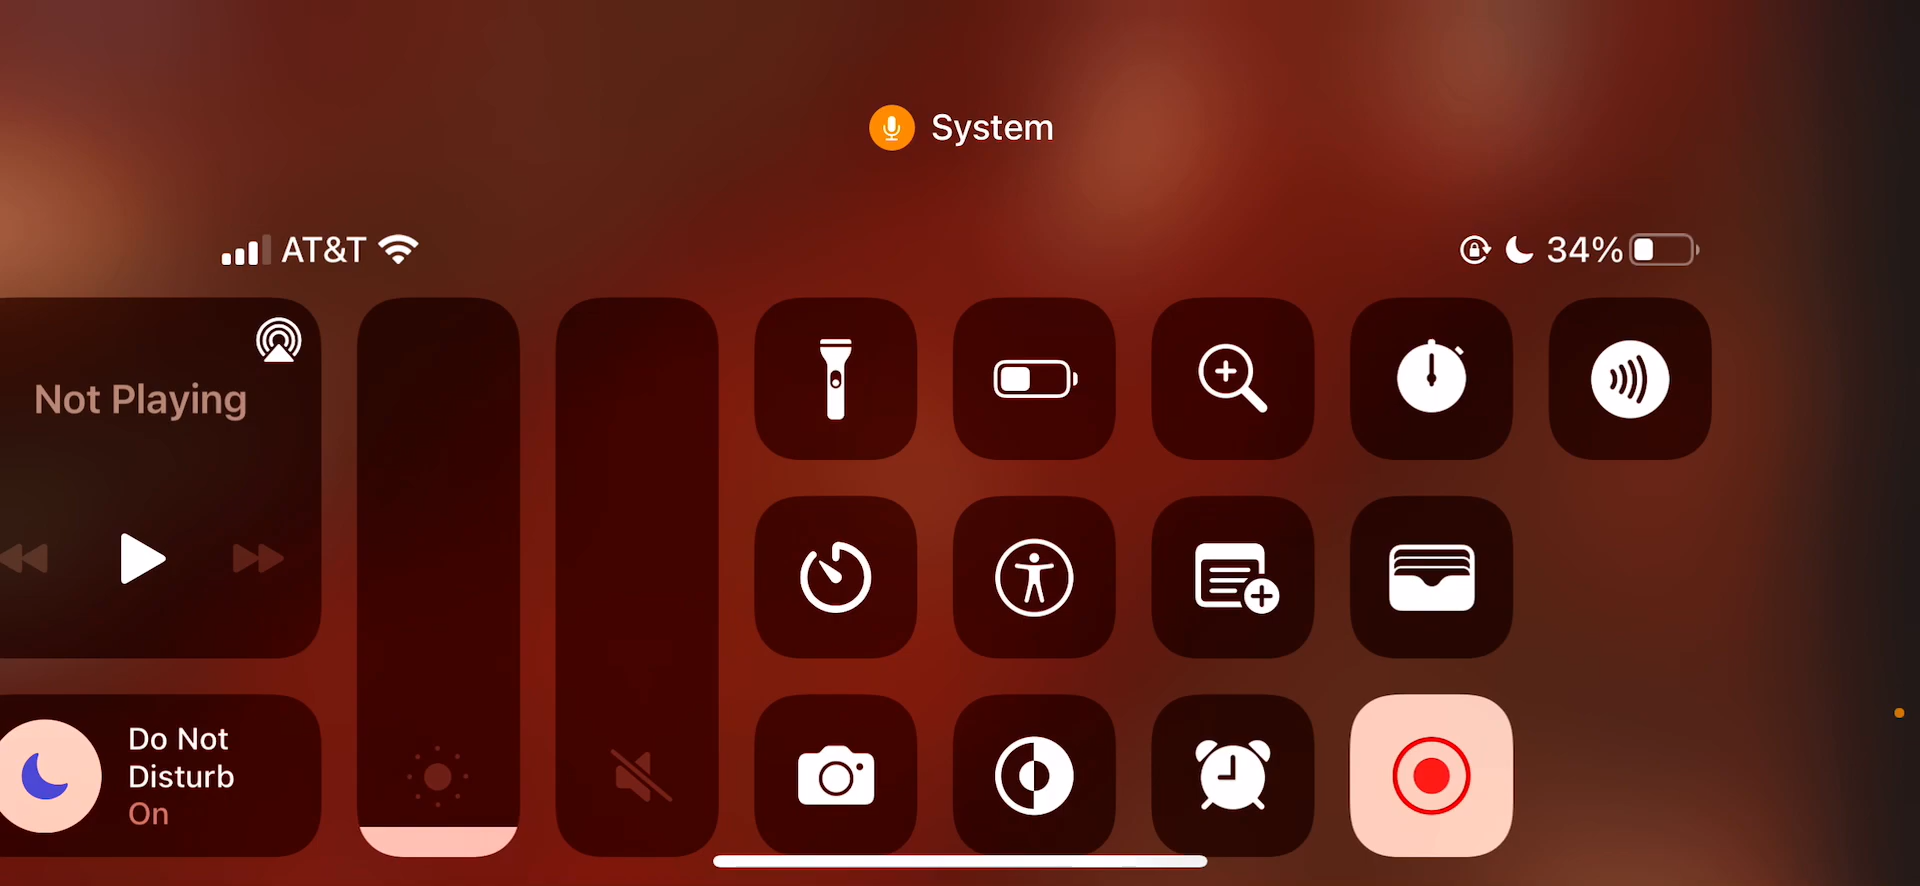 System
AT&T
34%
Not Playing
Do Not
Disturb
On